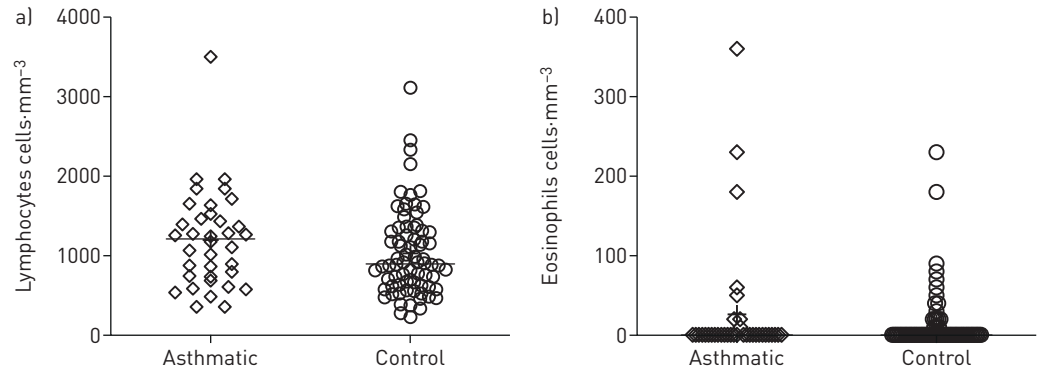 a)
Lymphocytes cells·mm⁻³
4000
3000
2000
1000
0
Asthmatic
Control
b)
Eosinophils cells·mm⁻³
400
300
200
100
0
Asthmatic
Control